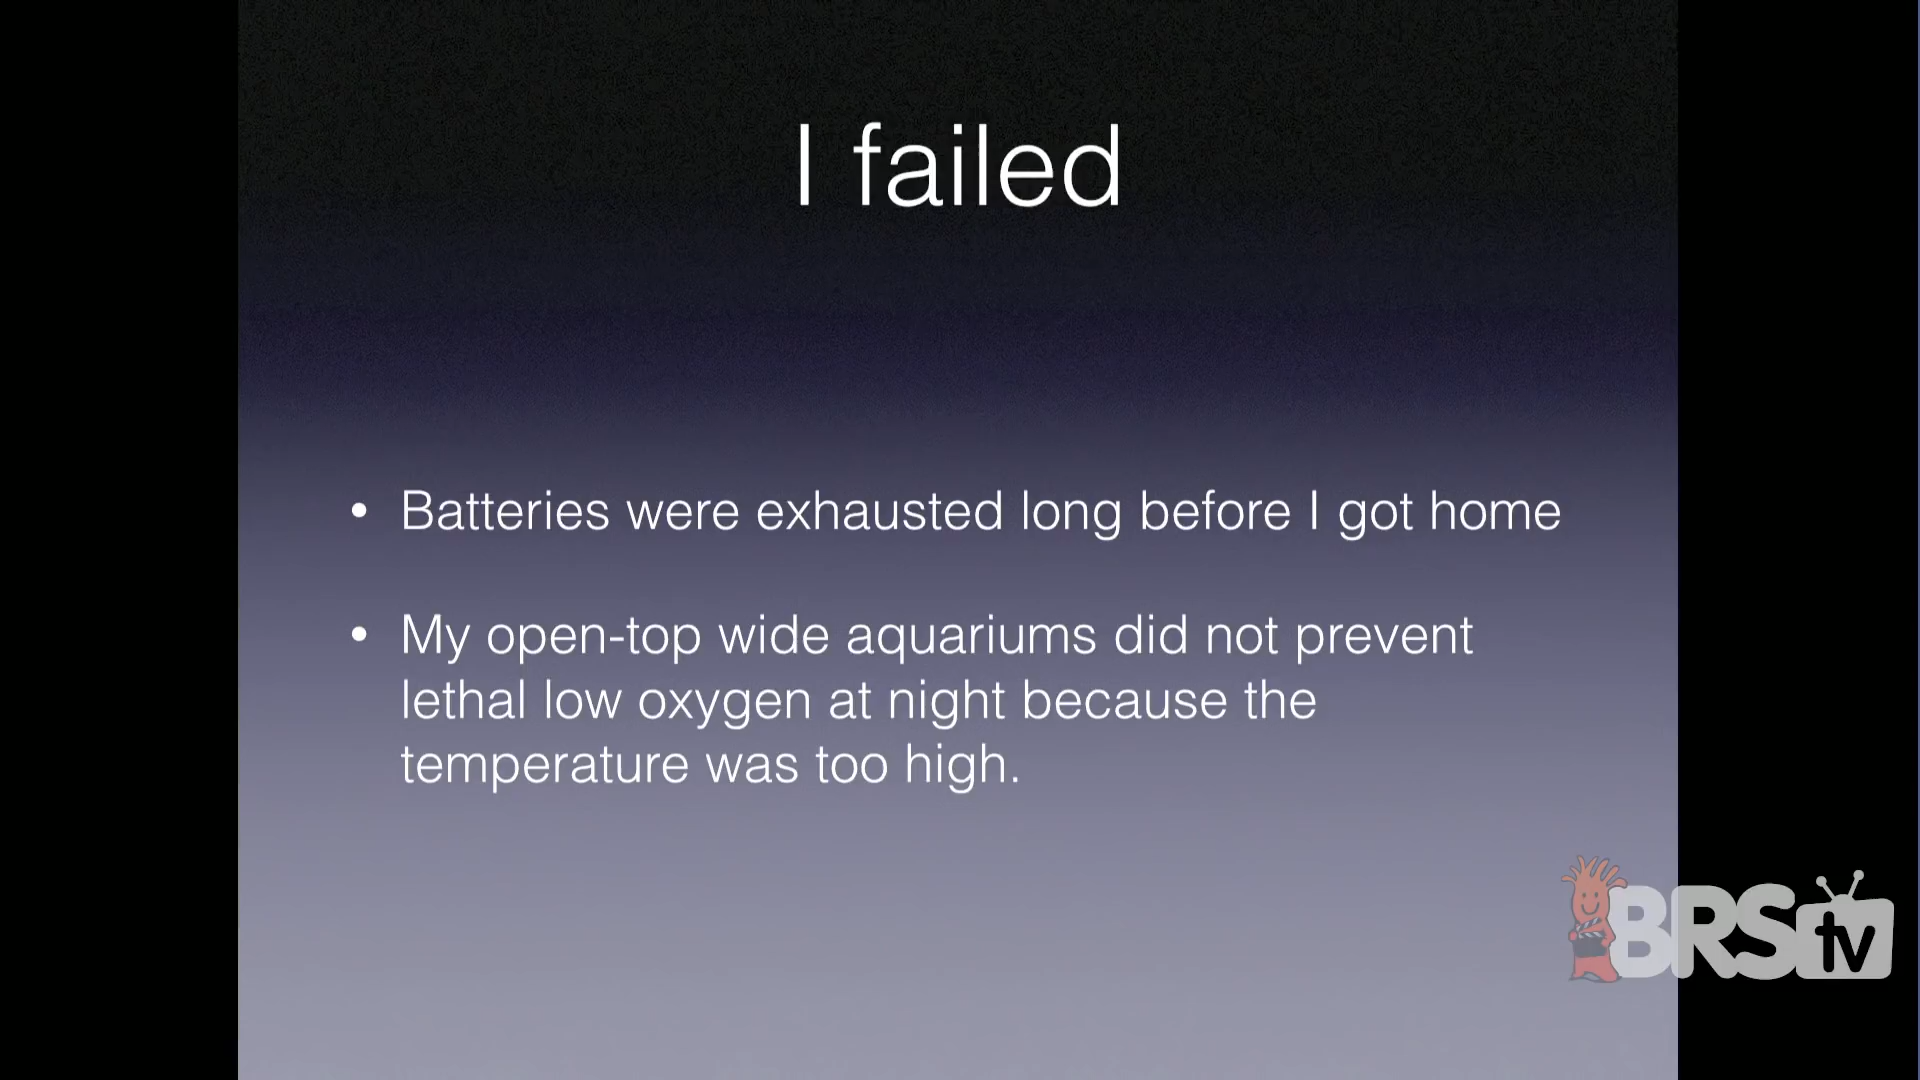 I failed
• Batteries were exhausted long before I got home
• My open-top wide aquariums did not prevent
lethal low oxygen at night because the
temperature was too high.
BRStv